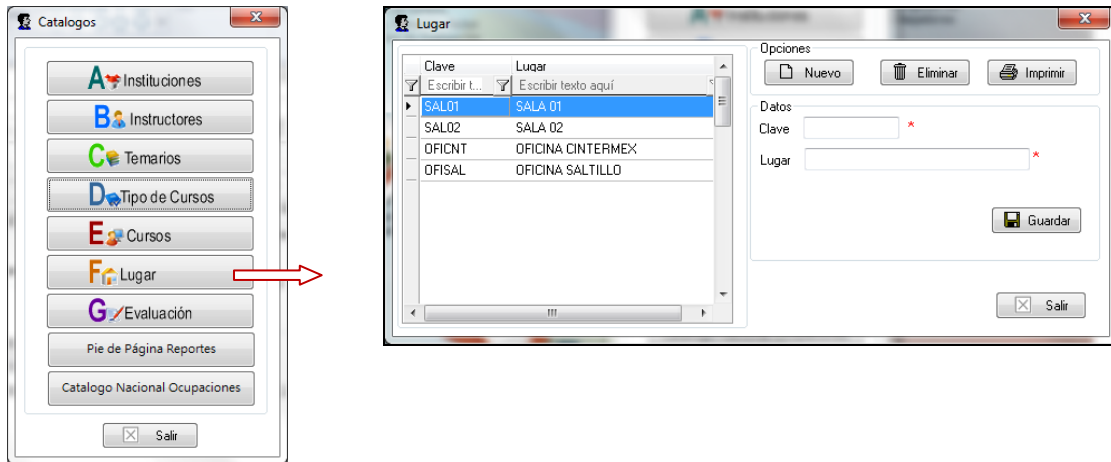 Catalogos
A Instituciones
B Instructores
C Temarios
D Tipo de Cursos
E Cursos
F Lugar
G Evaluación
Pie de Página Reportes
Catalogo Nacional Ocupaciones
Salir
Lugar
Clave Lugar
Escribir t... Escribir texto aquí
SAL01 SALA 01
SAL02 SALA 02
OFICNT OFICINA CINTERMEX
OFISAL OFICINA SALTILLO
Opciones
Nuevo Eliminar Imprimir
Datos
Clave *
Lugar *
Guardar
Salir